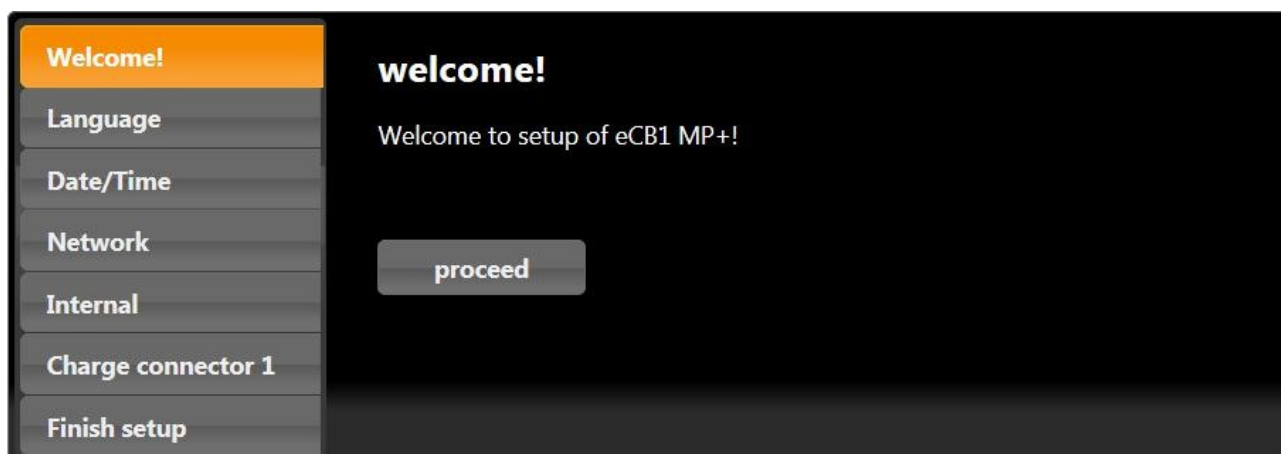 Welcome!
Language
Date/Time
Network
Internal
Charge connector 1
Finish setup
welcome!
Welcome to setup of eCB1 MP+!
proceed